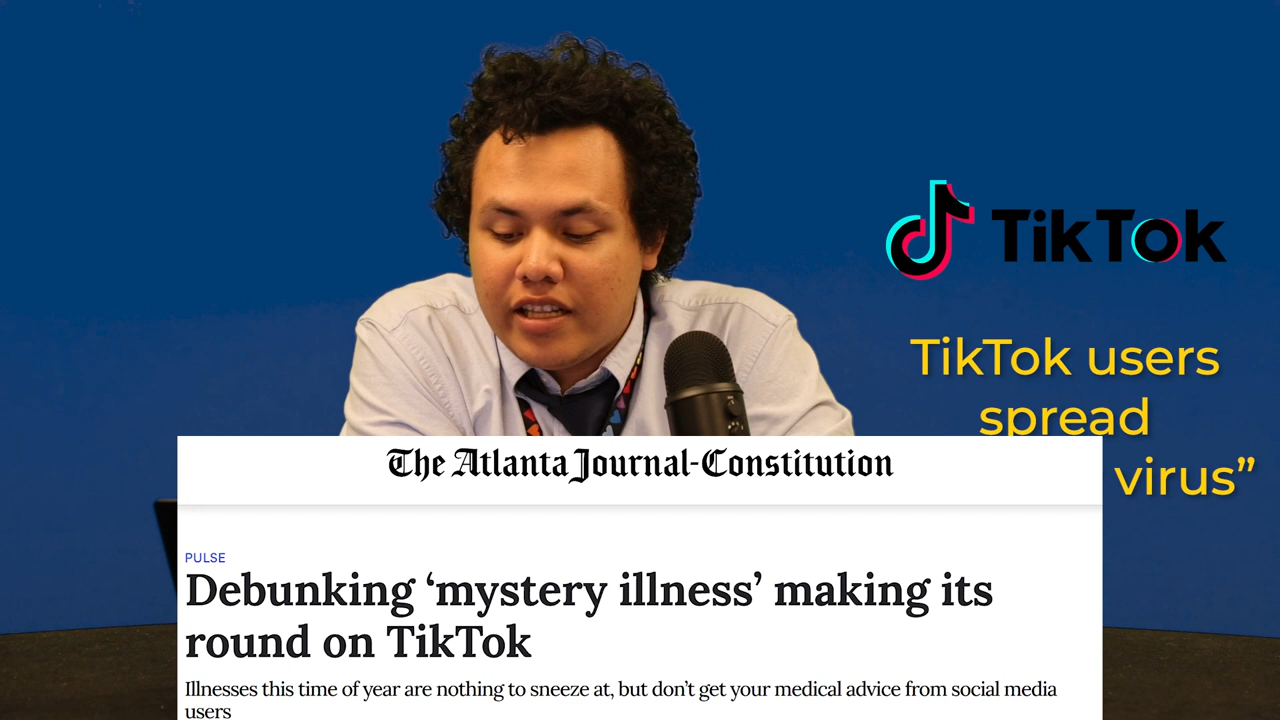 TikTok
TikTok users
spread
virus”
The Atlanta Journal-Constitution
PULSE
Debunking ‘mystery illness’ making its
round on TikTok
Illnesses this time of year are nothing to sneeze at, but don’t get your medical advice from social media
users